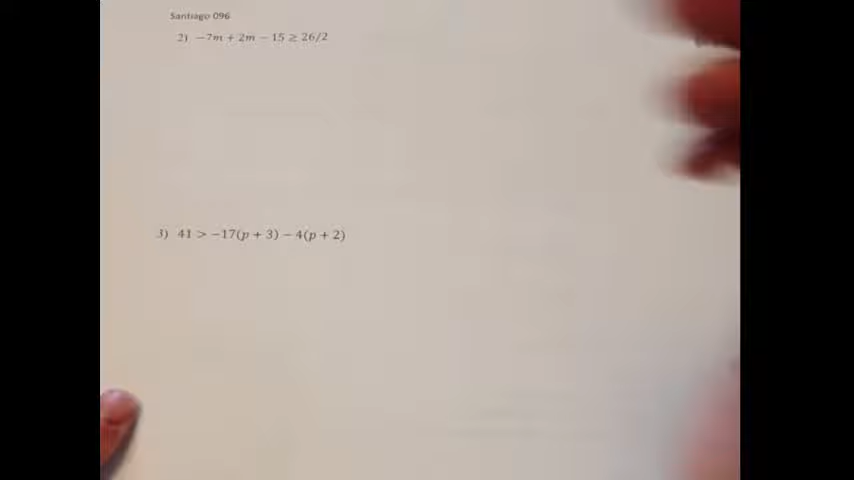 Santiago 096
2) −7m + 2m − 15 ≥ 26/2
3) 41 > −17(p + 3) − 4(p + 2)